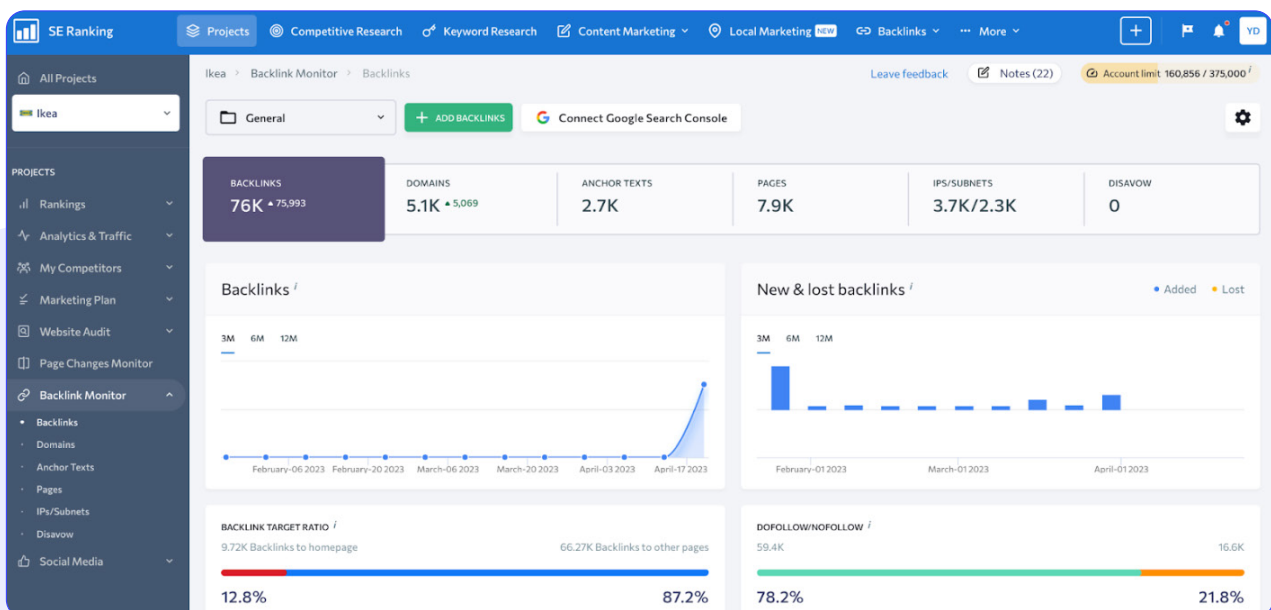 SE Ranking
Projects Competitive Research Keyword Research Content Marketing Local Marketing NEW Backlinks More YD
All Projects
Ikea
PROJECTS
Rankings
Analytics & Traffic
My Competitors
Marketing Plan
Website Audit
Page Changes Monitor
Backlink Monitor
Backlinks
Domains
Anchor Texts
Pages
IPs/Subnets
Disavow
Social Media
Ikea > Backlink Monitor > Backlinks
Leave feedback Notes (22) Account limit 160,856 / 375,000 i
General + ADD BACKLINKS G Connect Google Search Console
BACKLINKS
76K ▲ 75,993
DOMAINS
5.1K ▲ 5,069
ANCHOR TEXTS
2.7K
PAGES
7.9K
IPS/SUBNETS
3.7K/2.3K
DISAVOW
0
Backlinks i
3M 6M 12M
February-06 2023 February-20 2023 March-06 2023 March-20 2023 April-03 2023 April-17 2023
New & lost backlinks i
Added Lost
3M 6M 12M
February-01 2023 March-01 2023 April-01 2023
BACKLINK TARGET RATIO i
9.72K Backlinks to homepage 66.27K Backlinks to other pages
12.8% 87.2%
DOFOLLOW/NOFOLLOW i
59.4K 16.6K
78.2% 21.8%